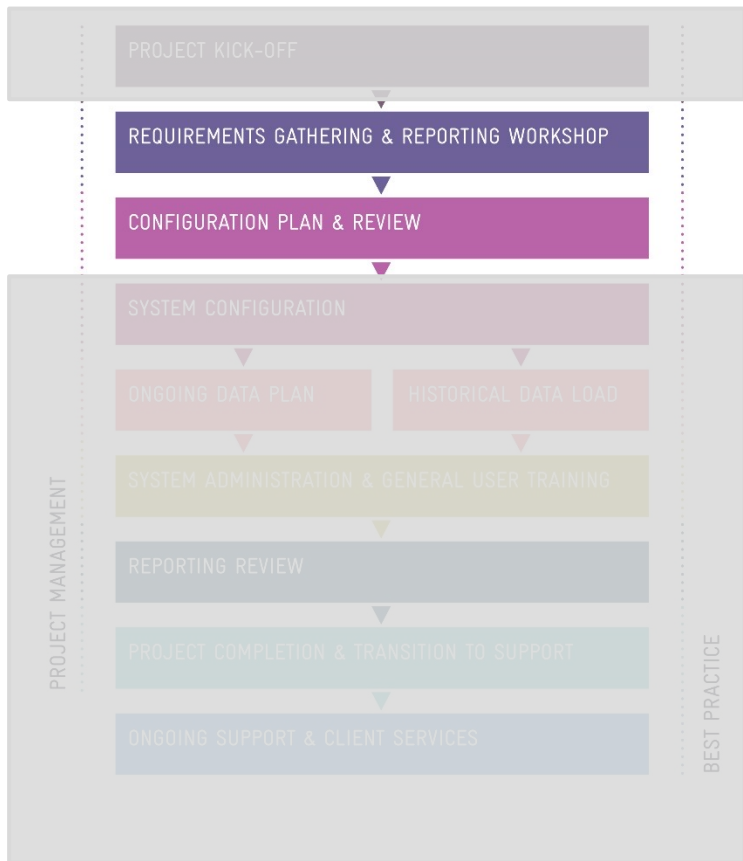 PROJECT KICK-OFF
REQUIREMENTS GATHERING & REPORTING WORKSHOP
CONFIGURATION PLAN & REVIEW
SYSTEM CONFIGURATION
ONGOING DATA PLAN
HISTORICAL DATA LOAD
SYSTEM ADMINISTRATION & GENERAL USER TRAINING
REPORTING REVIEW
PROJECT COMPLETION & TRANSITION TO SUPPORT
ONGOING SUPPORT & CLIENT SERVICES
PROJECT MANAGEMENT
BEST PRACTICE